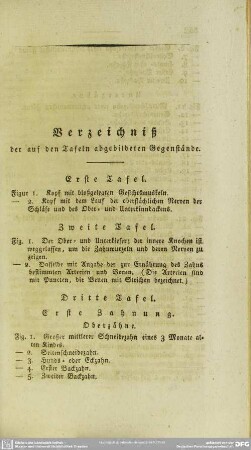 Verzeichniß
der auf den Tafeln abgebildeten Gegenstände.
Erste Tafel.
Figur 1. Kopf mit bloßgelegten Gesichtsmuskeln.
— 2. Kopf mit dem Lauf der oberflächlichen Nerven der
Schläfe und des Ober- und Unterkinnbackens.
Zweite Tafel.
Fig. 1. Der Ober- und Unterkiefer; der innere Knochen ist
weggelassen, um die Zahnwurzeln und deren Nerven zu
zeigen.
— 2. Dasselbe mit Angabe der zur Ernährung des Zahns
bestimmten Arterien und Venen. (Die Arterien sind
mit Puncten, die Venen mit Strichen bezeichnet.)
Dritte Tafel.
Erste Zahnung.
Oberzähne.
Fig. 1. Großer mittlerer Schneidezahn eines 3 Monate al=
ten Kindes.
— 2. Seitenschneidezahn.
— 3. Hunds- oder Eckzahn.
— 4. Erster Backzahn.
— 5. Zweiter Backzahn.